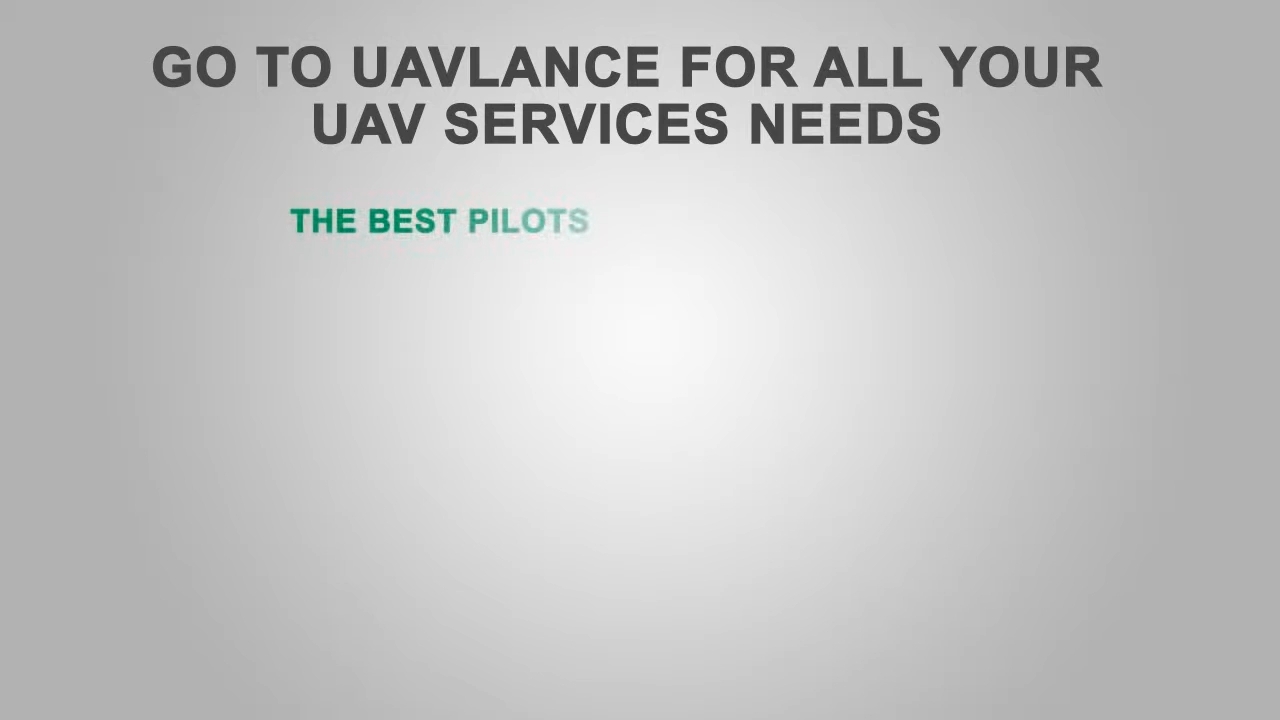 GO TO UAVLANCE FOR ALL YOUR
UAV SERVICES NEEDS
THE BEST PILOTS